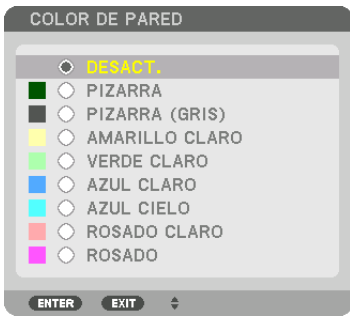 COLOR DE PARED
DESACT.
PIZARRA
PIZARRA (GRIS)
AMARILLO CLARO
VERDE CLARO
AZUL CLARO
AZUL CIELO
ROSADO CLARO
ROSADO
ENTER EXIT